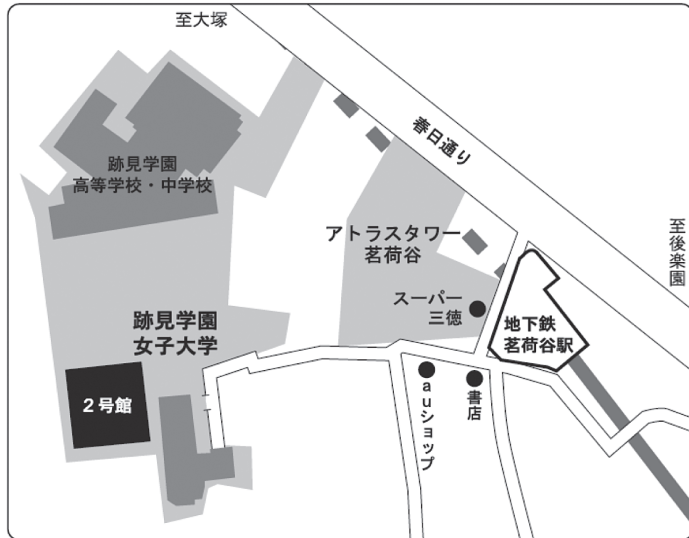 至大塚
春日通り
跡見学園
高等学校・中学校
至後楽園
アトラスタワー
茗荷谷
スーパー
三徳
地下鉄
茗荷谷駅
跡見学園
女子大学
2号館
auショップ
書店